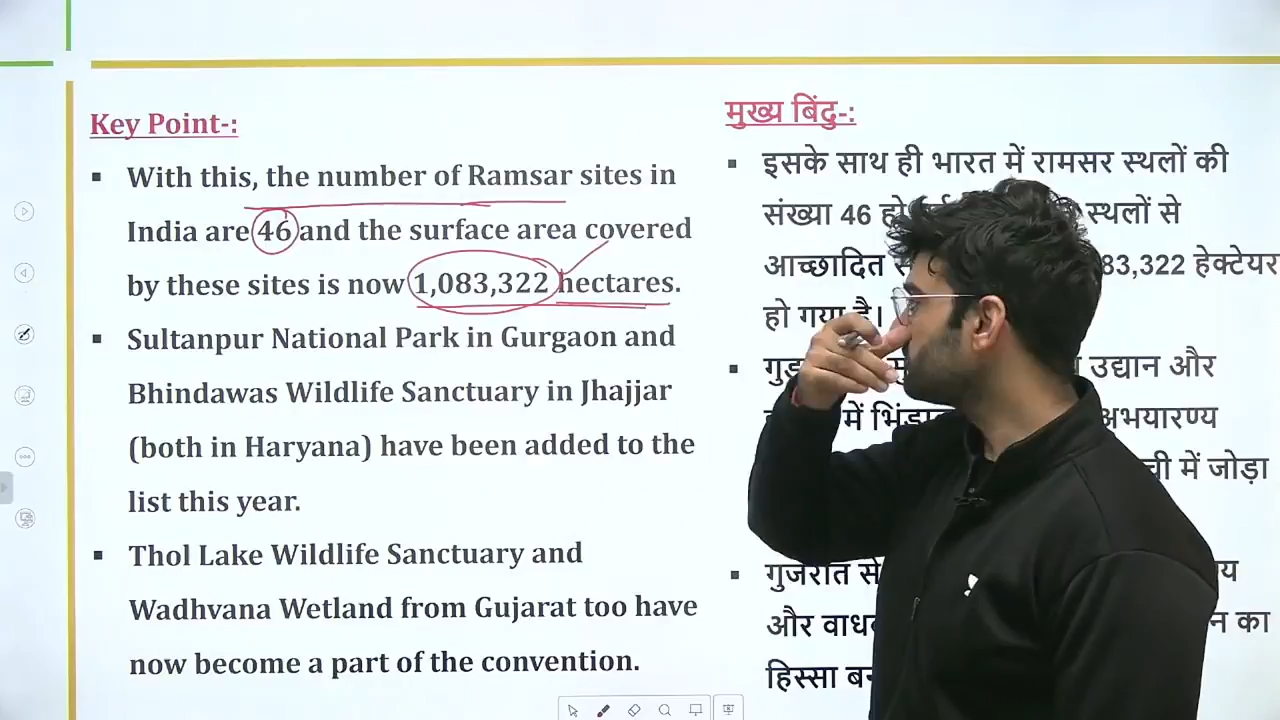 Key Point-:
With this, the number of Ramsar sites in
India are 46 and the surface area covered
by these sites is now 1,083,322 hectares.
Sultanpur National Park in Gurgaon and
Bhindawas Wildlife Sanctuary in Jhajjar
(both in Haryana) have been added to the
list this year.
Thol Lake Wildlife Sanctuary and
Wadhvana Wetland from Gujarat too have
now become a part of the convention.
मुख्य बिंदु-:
इसके साथ ही भारत में रामसर स्थलों की
संख्या 46 स्थलों से
आच्छादित 83,322 हेक्टेयर
हो गया है।
उद्यान और
में अभयारण्य
में जोड़ा
गुजरात से
और का
हिस्सा